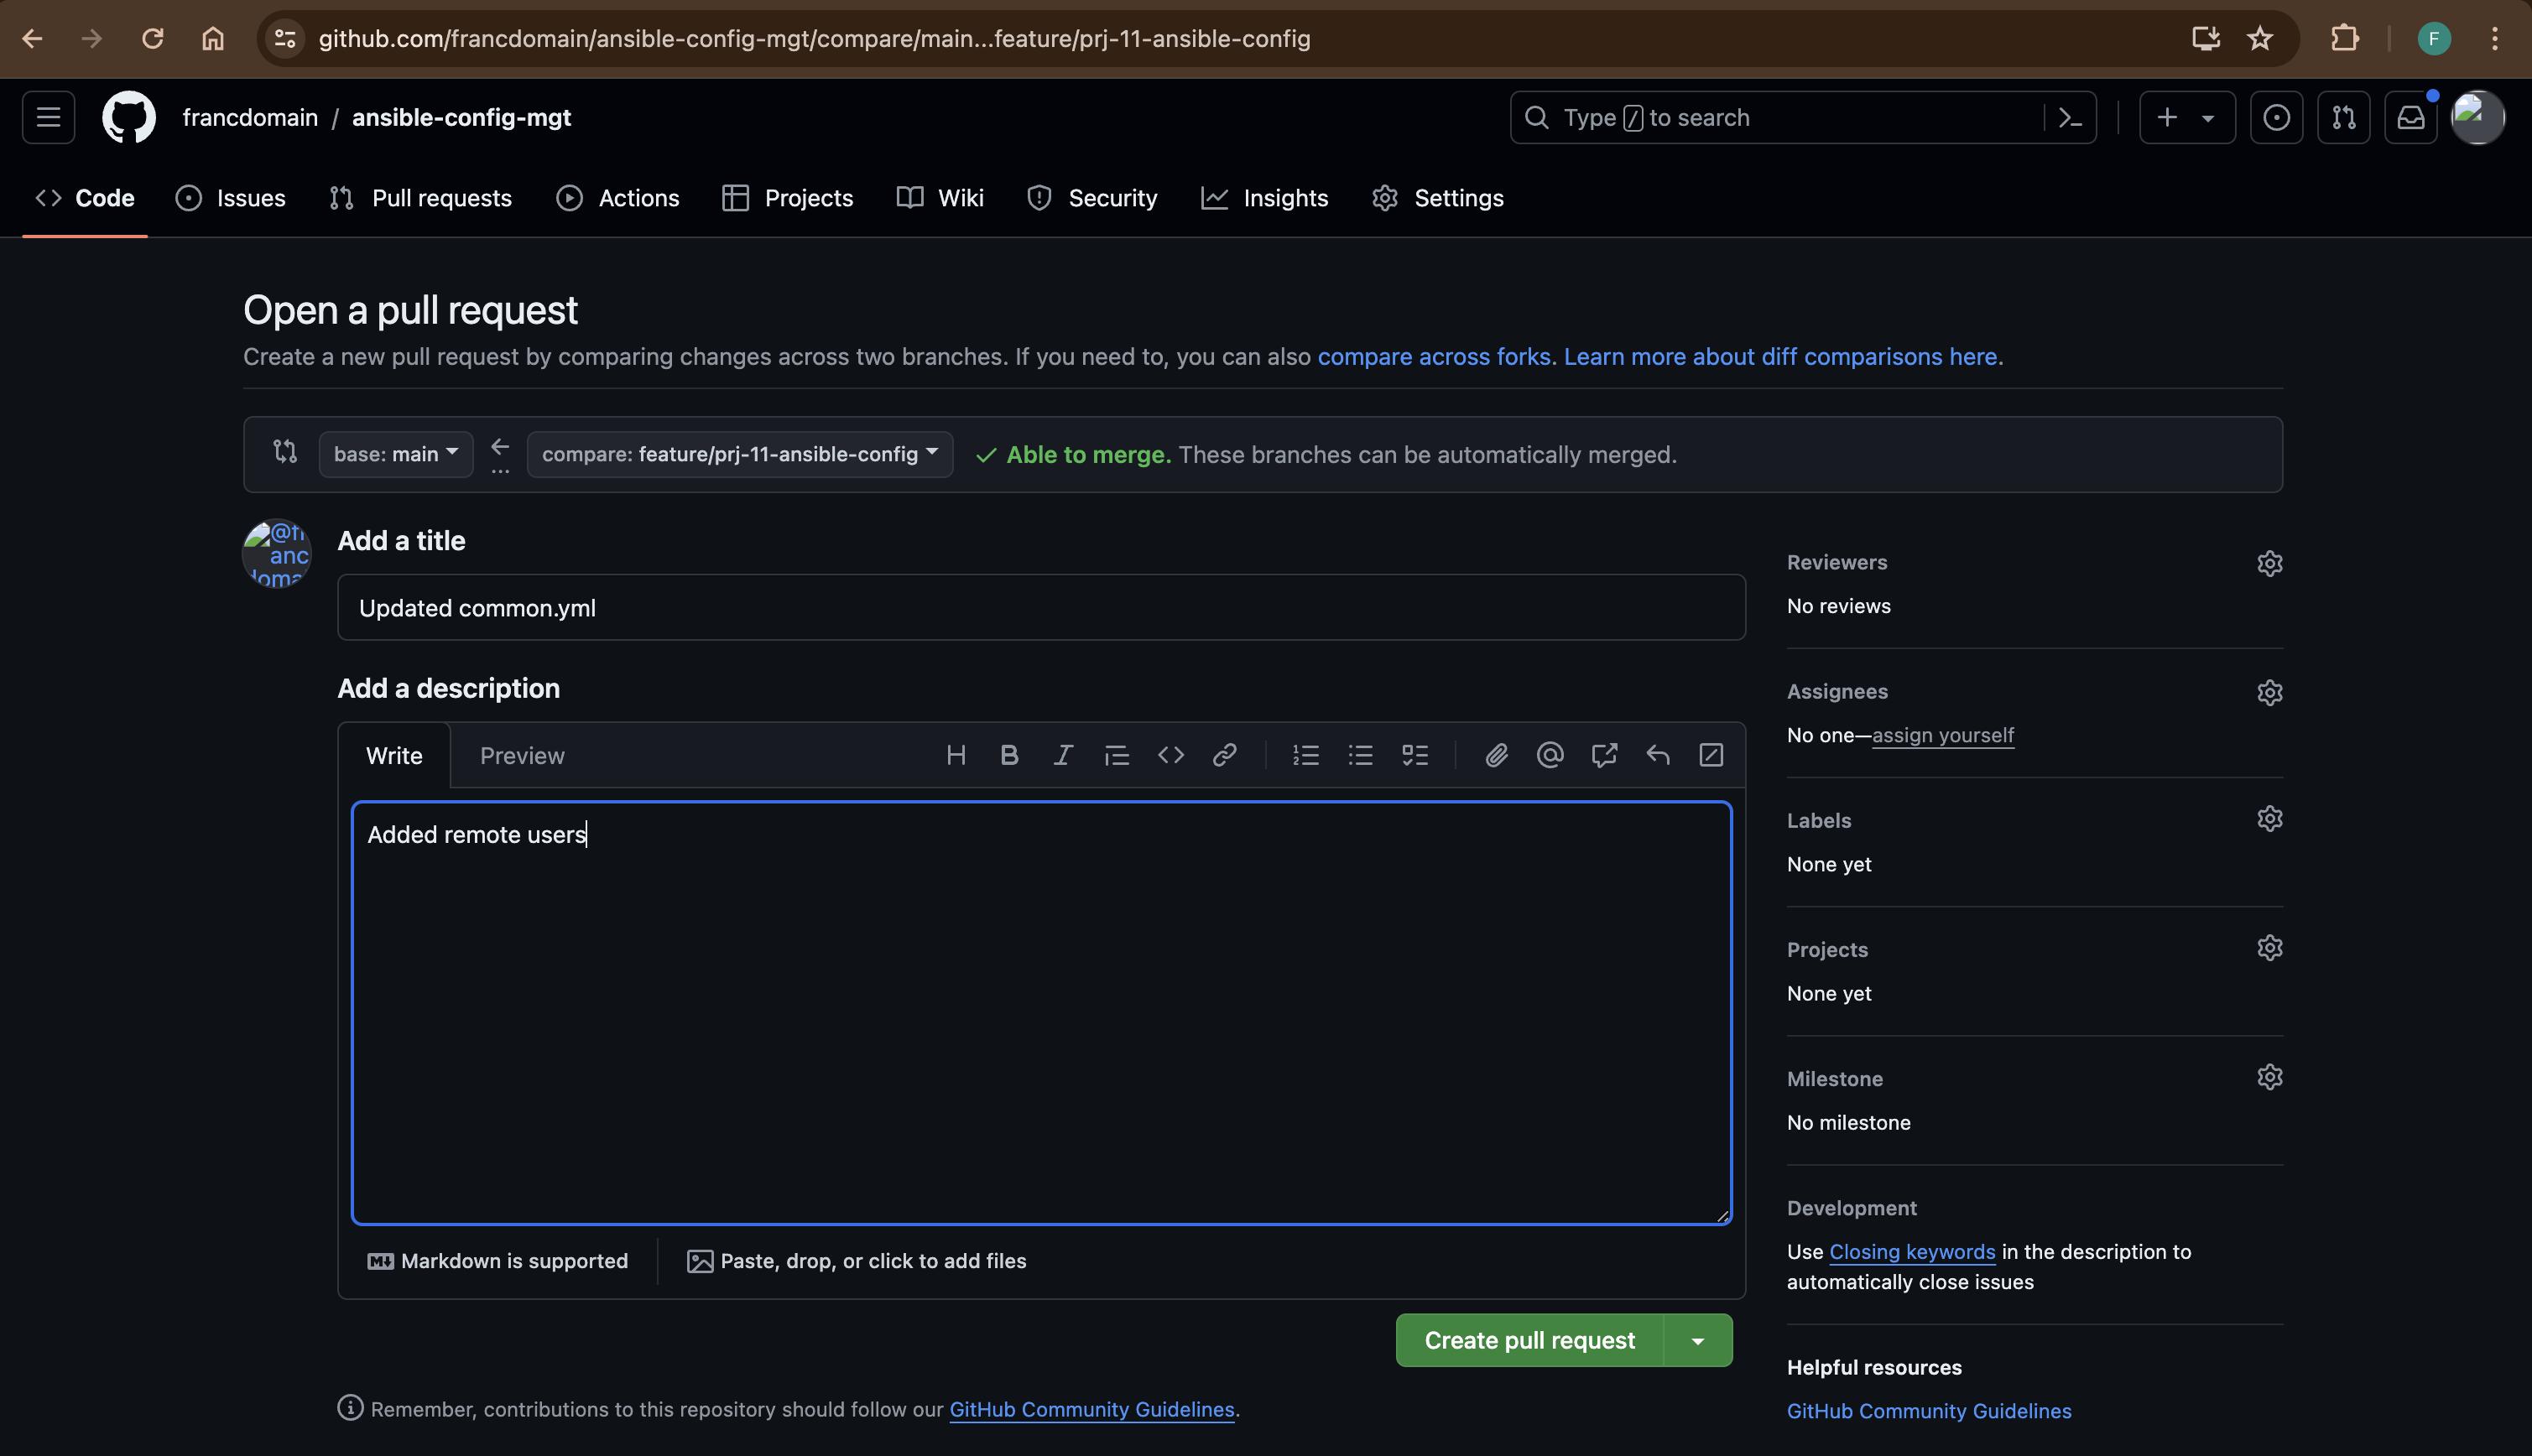 github.com/francdomain/ansible-config-mgt/compare/main...feature/prj-11-ansible-config
F
francdomain / ansible-config-mgt
Type / to search
Code Issues Pull requests Actions Projects Wiki Security Insights Settings
Open a pull request
Create a new pull request by comparing changes across two branches. If you need to, you can also compare across forks. Learn more about diff comparisons here.
base: main compare: feature/prj-11-ansible-config Able to merge. These branches can be automatically merged.
@fr
anc
doma
Add a title
Updated common.yml
Add a description
Write Preview
Added remote users
Markdown is supported Paste, drop, or click to add files
Create pull request
Remember, contributions to this repository should follow our GitHub Community Guidelines.
Reviewers
No reviews
Assignees
No one—assign yourself
Labels
None yet
Projects
None yet
Milestone
No milestone
Development
Use Closing keywords in the description to
automatically close issues
Helpful resources
GitHub Community Guidelines